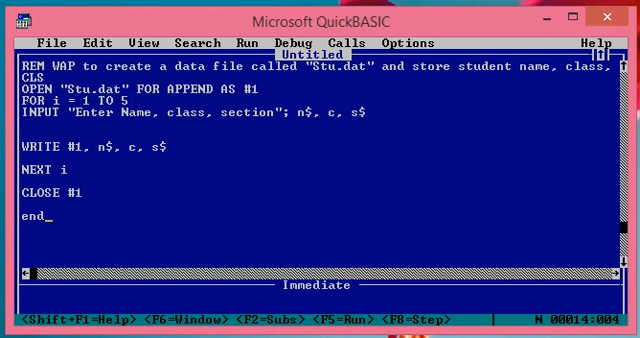 Microsoft QuickBASIC
File Edit View Search Run Debug Calls Options Help
Untitled
REM WAP to create a data file called "Stu.dat" and store student name, class,
CLS
OPEN "Stu.dat" FOR APPEND AS #1
FOR i = 1 TO 5
INPUT "Enter Name, class, section"; n$, c, s$
WRITE #1, n$, c, s$
NEXT i
CLOSE #1
end_
Immediate
<Shift+F1=Help> <F6=Window> <F2=Subs> <F5=Run> <F8=Step> N 00014:004